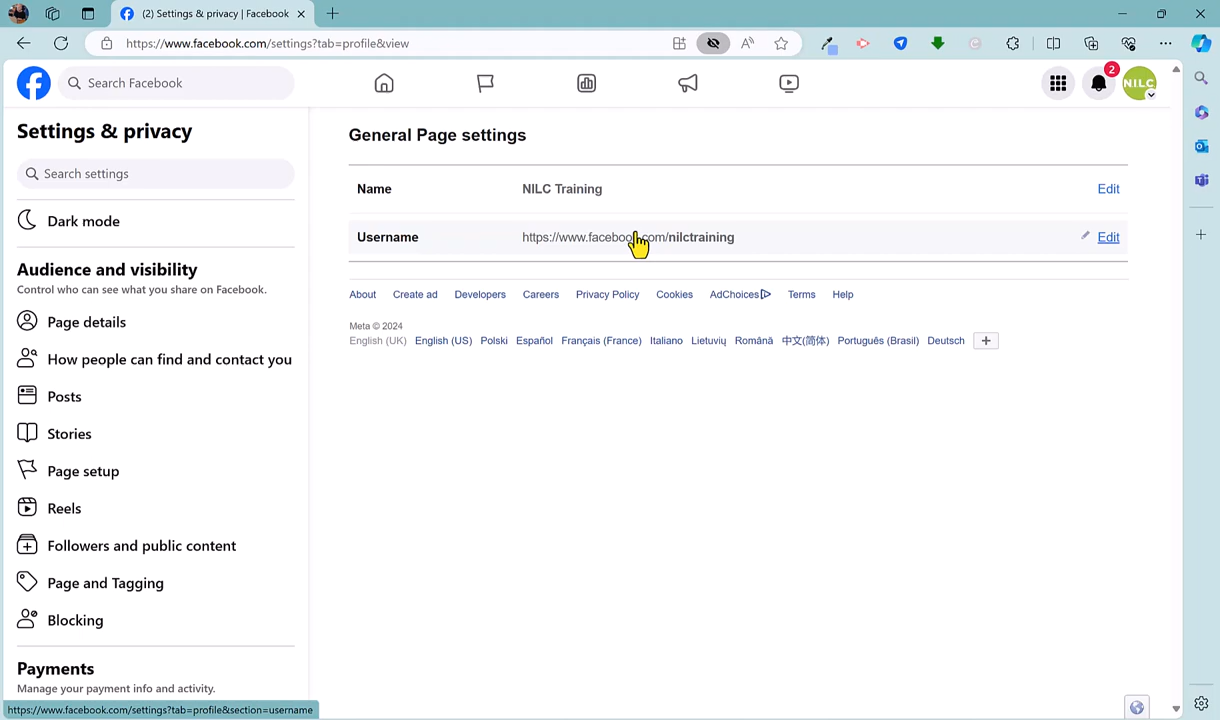 (2) Settings & privacy | Facebook
https://www.facebook.com/settings?tab=profile&view
Search Facebook
2
NILC
Settings & privacy
Search settings
Dark mode
Audience and visibility
Control who can see what you share on Facebook.
Page details
How people can find and contact you
Posts
Stories
Page setup
Reels
Followers and public content
Page and Tagging
Blocking
Payments
Manage your payment info and activity.
https://www.facebook.com/settings?tab=profile&section=username
General Page settings
Name NILC Training Edit
Username https://www.facebook.com/nilctraining Edit
About Create ad Developers Careers Privacy Policy Cookies AdChoices Terms Help
Meta © 2024
English (UK) English (US) Polski Español Français (France) Italiano Lietuvių Română 中文(简体) Português (Brasil) Deutsch +